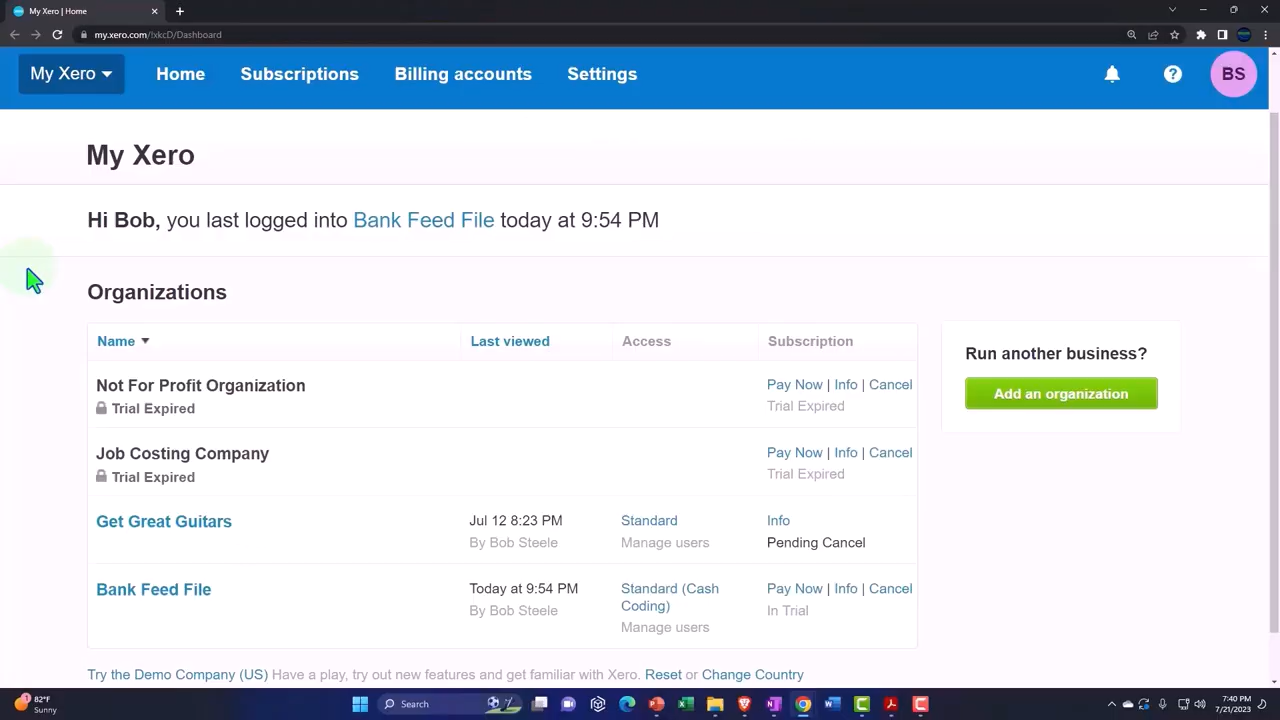 My Xero | Home
my.xero.com/!xkcD/Dashboard
My Xero Home Subscriptions Billing accounts Settings BS
My Xero
Hi Bob, you last logged into Bank Feed File today at 9:54 PM
Organizations
Name Last viewed Access Subscription
Not For Profit Organization Pay Now | Info | Cancel
Trial Expired Trial Expired
Job Costing Company Pay Now | Info | Cancel
Trial Expired Trial Expired
Get Great Guitars Jul 12 8:23 PM Standard Info
By Bob Steele Manage users Pending Cancel
Bank Feed File Today at 9:54 PM Standard (Cash Coding) Pay Now | Info | Cancel
By Bob Steele Manage users In Trial
Run another business?
Add an organization
Try the Demo Company (US) Have a play, try out new features and get familiar with Xero. Reset or Change Country
82°F
Sunny
Search
7:40 PM
7/21/2023